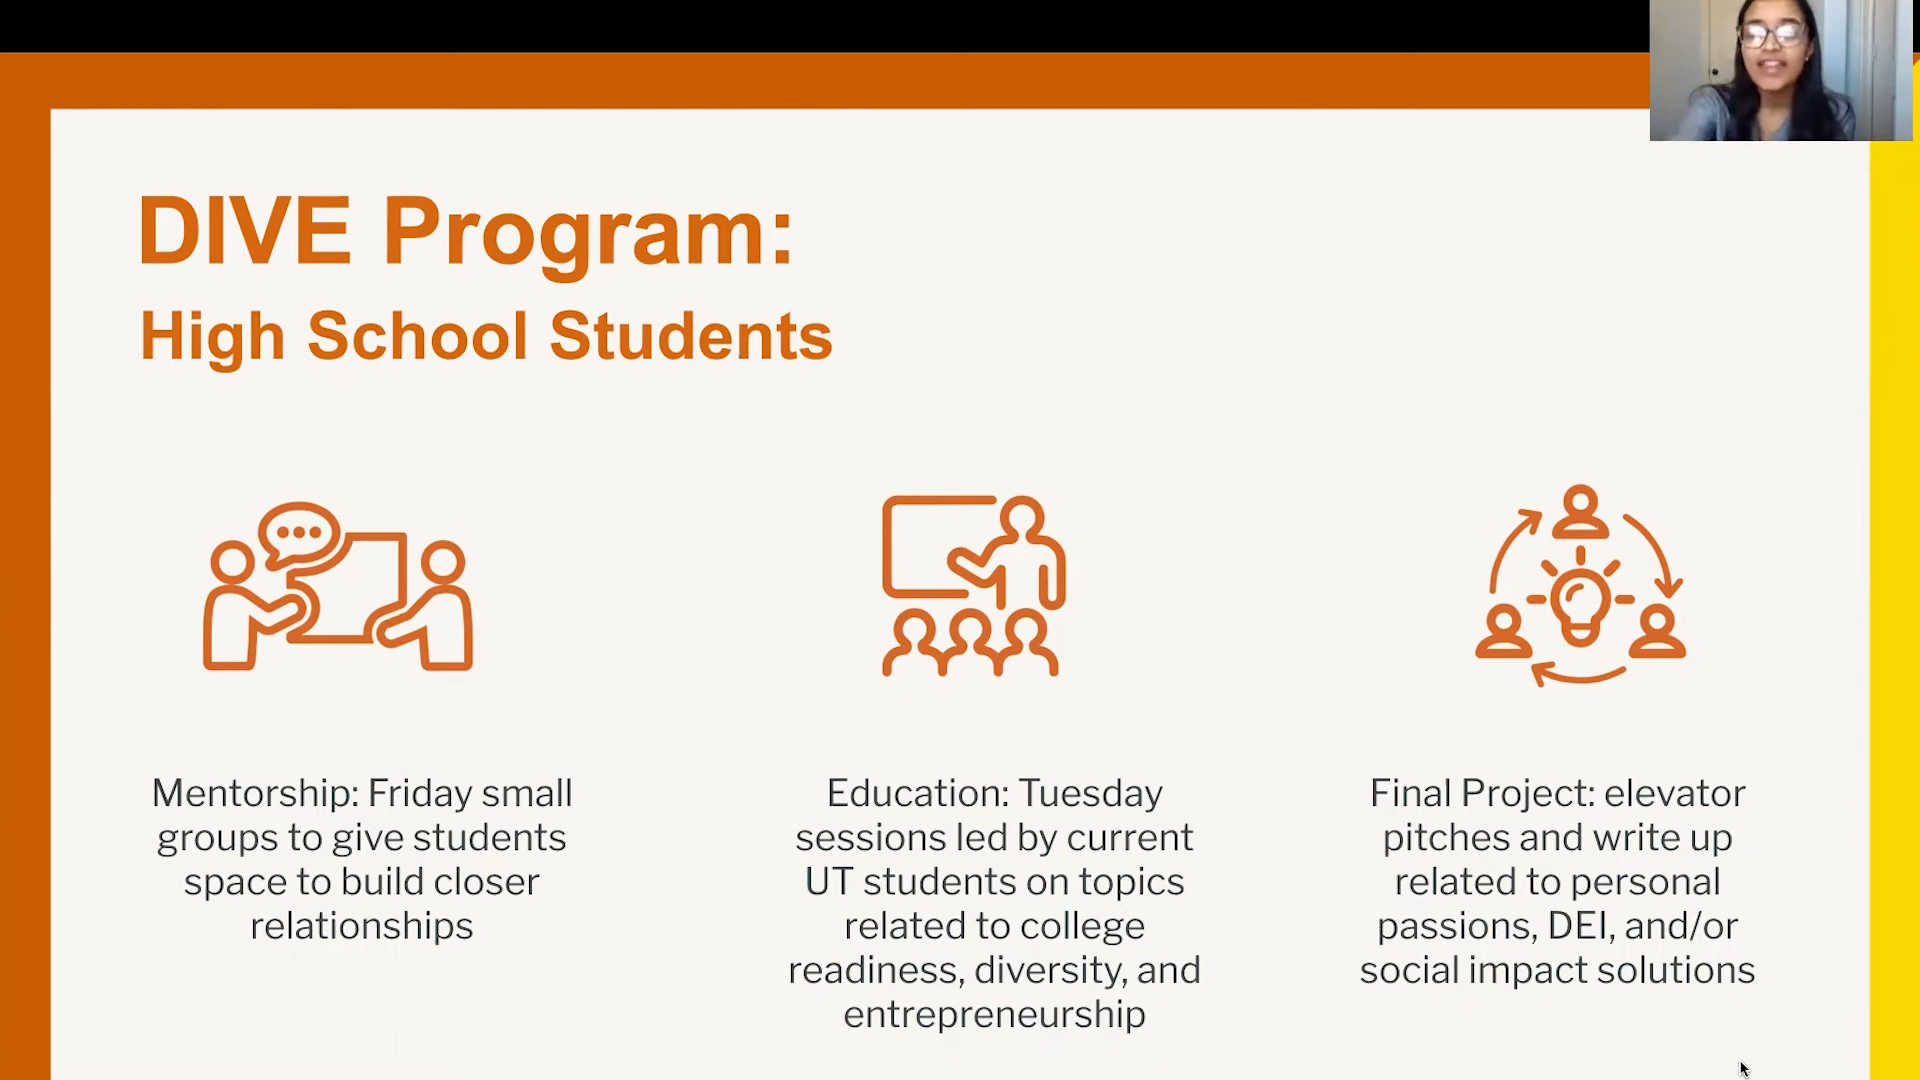 DIVE Program:
High School Students
Mentorship: Friday small
groups to give students
space to build closer
relationships
Education: Tuesday
sessions led by current
UT students on topics
related to college
readiness, diversity, and
entrepreneurship
Final Project: elevator
pitches and write up
related to personal
passions, DEI, and/or
social impact solutions